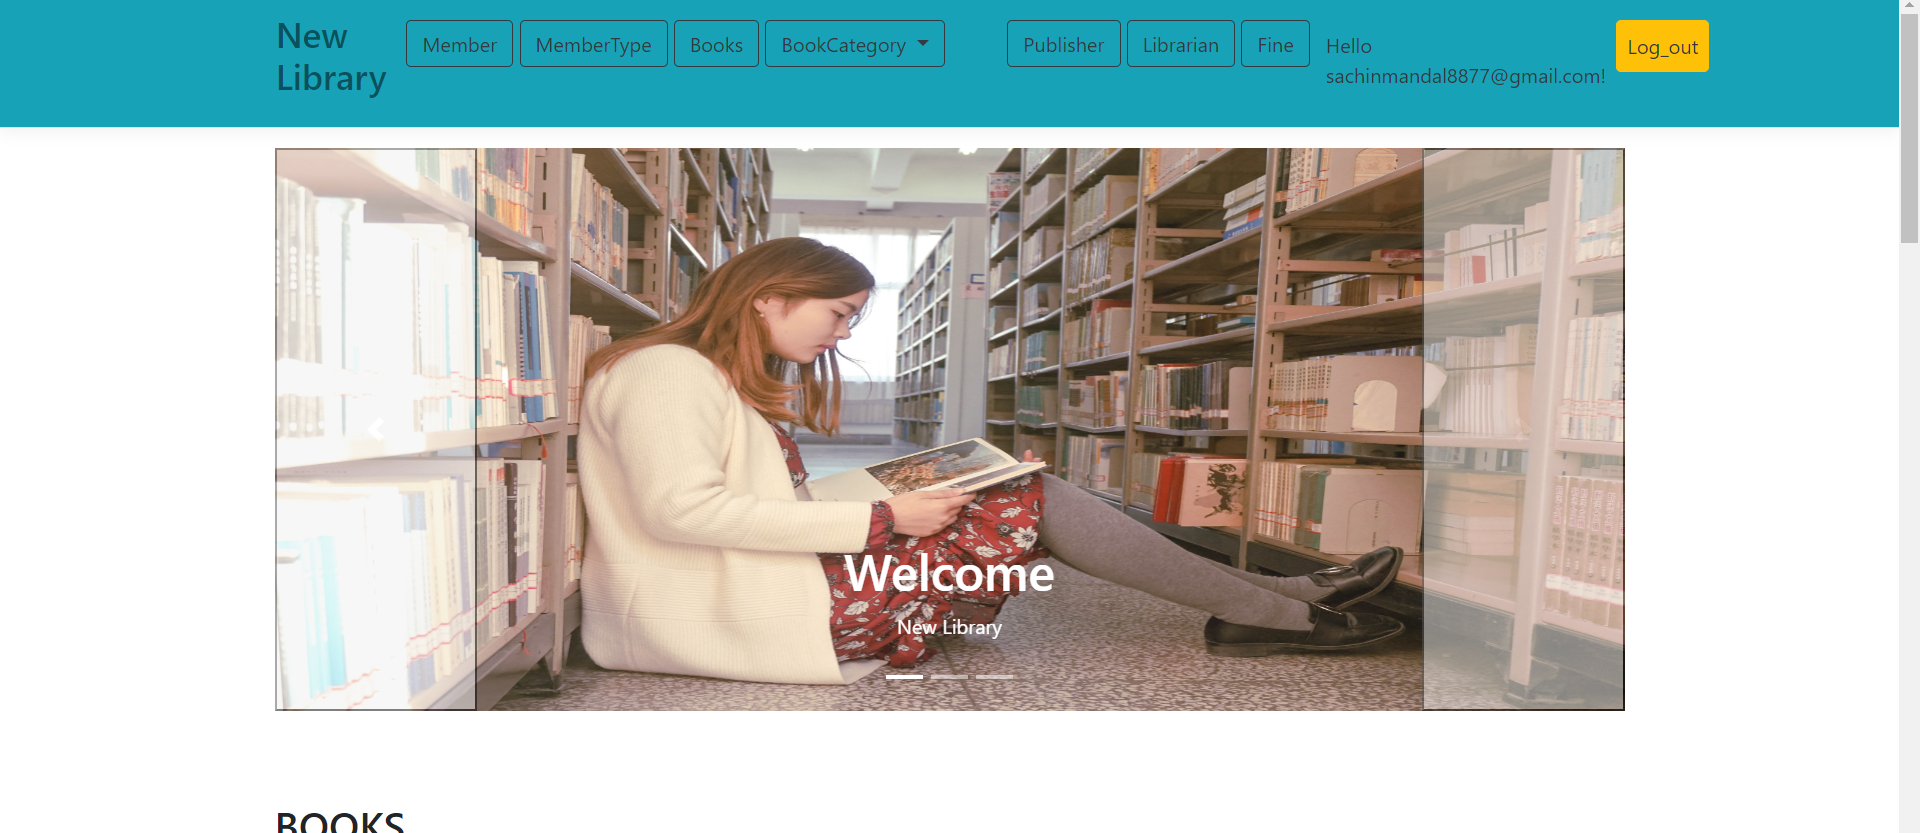 New
Library
Member
MemberType
Books
BookCategory
Publisher
Librarian
Fine
Hello
sachinmandal8877@gmail.com!
Log_out
Welcome
New Library
BOOKS